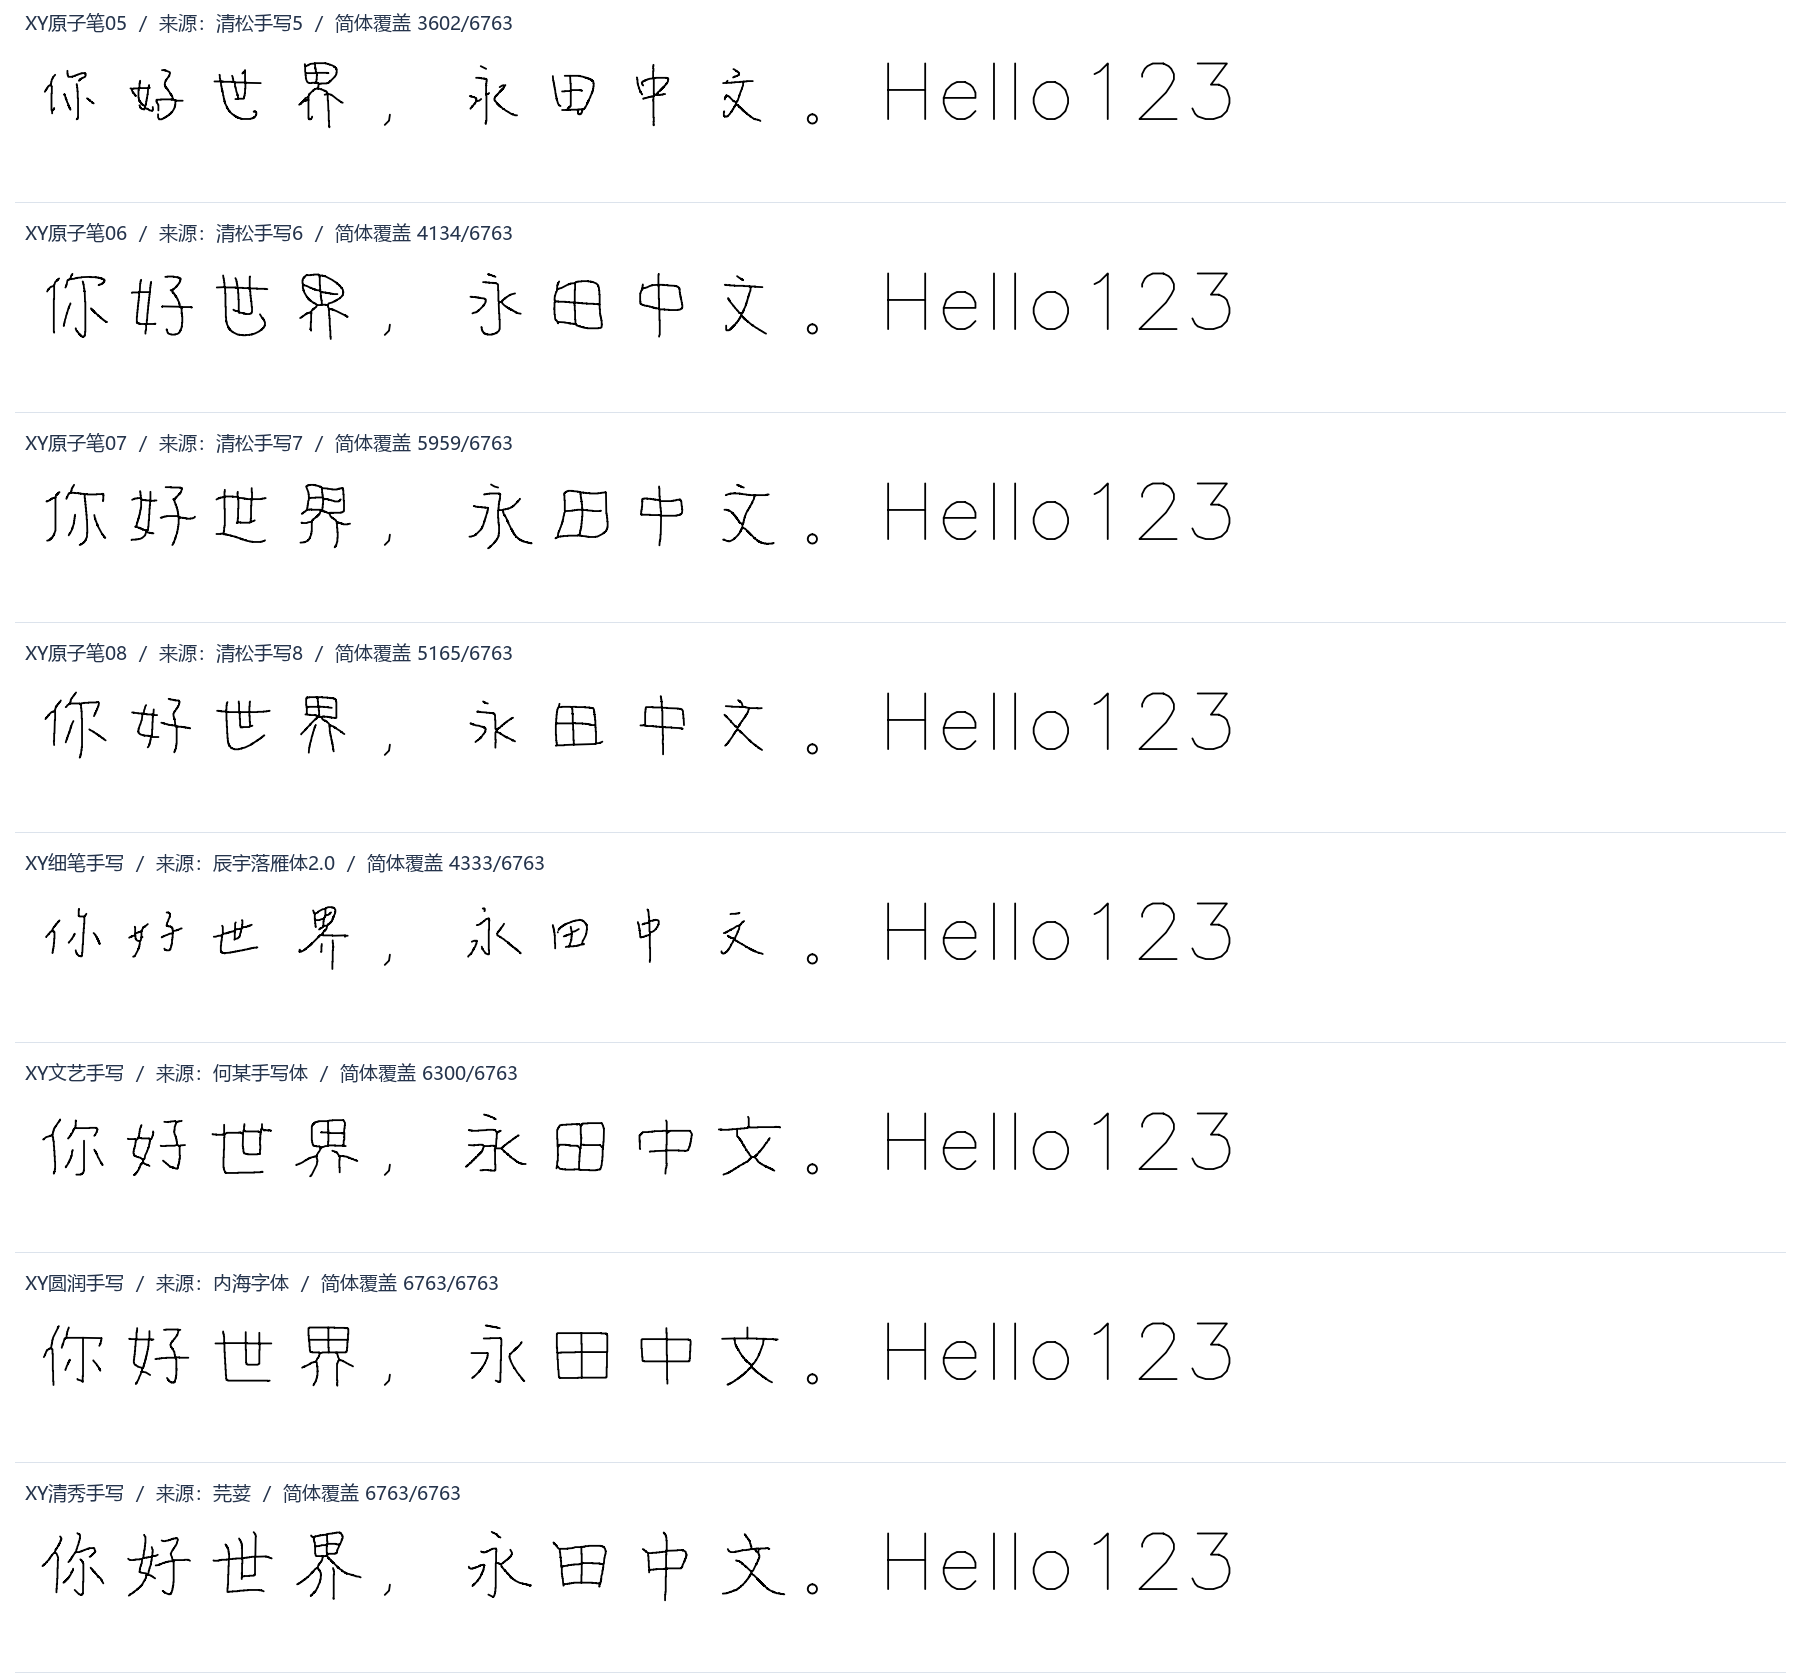 XY原子笔05 / 来源：清松手写5 / 简体覆盖 3602/6763
你好世界，永田中文。Hello123
XY原子笔06 / 来源：清松手写6 / 简体覆盖 4134/6763
你好世界，永田中文。Hello123
XY原子笔07 / 来源：清松手写7 / 简体覆盖 5959/6763
你好世界，永田中文。Hello123
XY原子笔08 / 来源：清松手写8 / 简体覆盖 5165/6763
你好世界，永田中文。Hello123
XY细笔手写 / 来源：辰宇落雁体2.0 / 简体覆盖 4333/6763
你好世界，永田中文。Hello123
XY文艺手写 / 来源：何某手写体 / 简体覆盖 6300/6763
你好世界，永田中文。Hello123
XY圆润手写 / 来源：内海字体 / 简体覆盖 6763/6763
你好世界，永田中文。Hello123
XY清秀手写 / 来源：芫荽 / 简体覆盖 6763/6763
你好世界，永田中文。Hello123